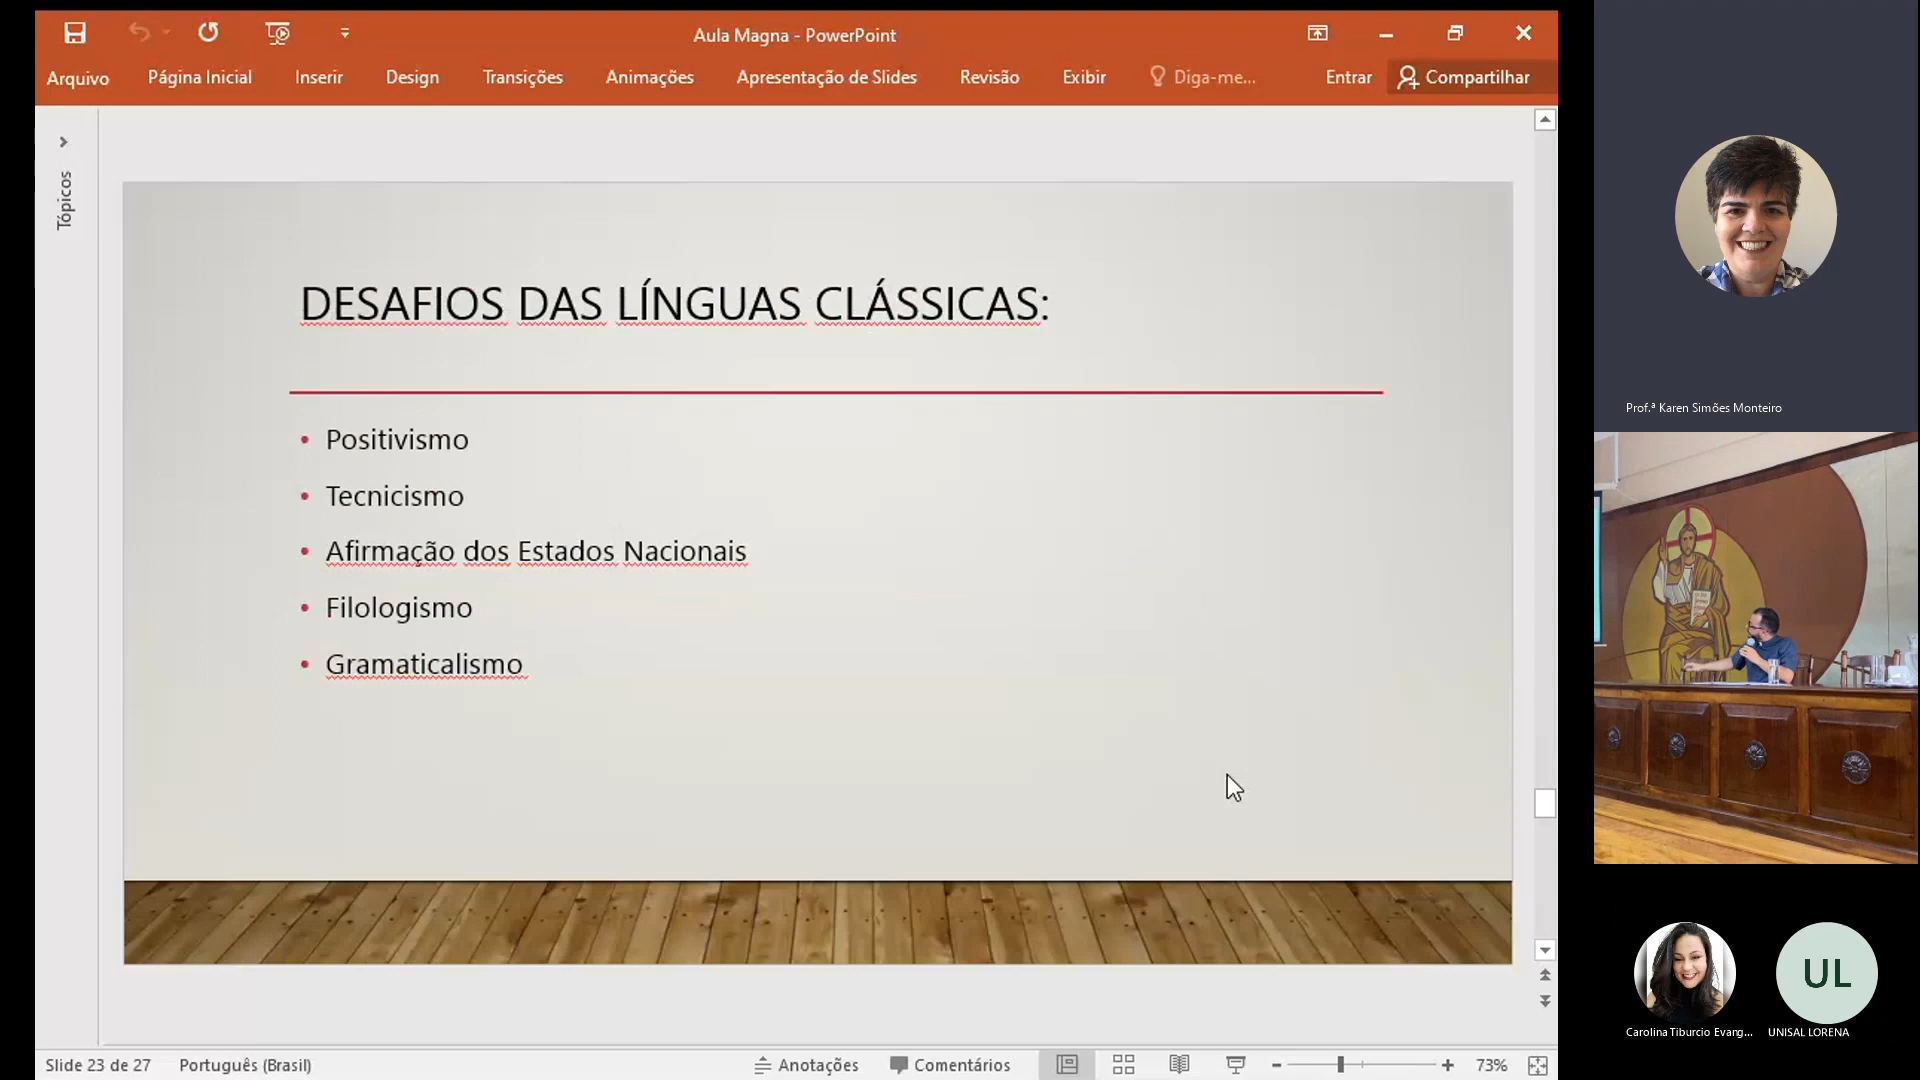 Aula Magna - PowerPoint
Arquivo Página Inicial Inserir Design Transições Animações Apresentação de Slides Revisão Exibir Diga-me... Entrar Compartilhar
Tópicos
DESAFIOS DAS LÍNGUAS CLÁSSICAS:
• Positivismo
• Tecnicismo
• Afirmação dos Estados Nacionais
• Filologismo
• Gramaticalismo
Slide 23 de 27 Português (Brasil) Anotações Comentários 73%
Prof.ª Karen Simões Monteiro
UL
Carolina Tiburcio Evang... UNISAL LORENA